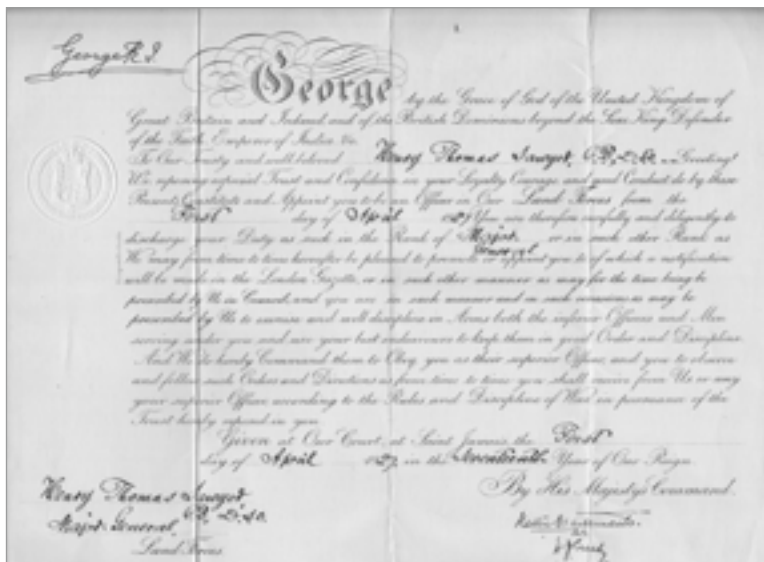 George R.I.
George by the Grace of God of the United Kingdom of
Great Britain and Ireland and of the British Dominions beyond the Seas King Defender
of the Faith, Emperor of India &c.
To Our Trusty and well beloved Henry Thomas C.B., D.S.O. Greeting!
We reposing especial Trust and Confidence in your Loyalty Courage and good Conduct do by these
Presents Constitute and Appoint you to be an Officer in Our Land Forces from the
First day of April 1927 You are therefore carefully and diligently to
discharge your Duty as such in the Rank of Major General or in such other Rank as
We may from time to time hereafter be pleased to promote or appoint you to of which a notification
will be made in the London Gazette, or in such other manner as may for the time being be
prescribed by Us in Council, and you are in such manner and on such occasions as may be
prescribed by Us to exercise and well discipline in Arms both the inferior Officers and Men
serving under you and use your best endeavours to keep them in good Order and Discipline.
And We do hereby Command them to Obey you as their superior Officer, and you to observe
and follow such Orders and Directions as from time to time you shall receive from Us or any
your superior Officer according to the Rules and Discipline of War in pursuance of the
Trust hereby reposed in you.
Given at Our Court, at Saint James's, the First
day of April 1927 in the Seventeenth Year of Our Reign
By His Majesty's Command.
Henry Thomas
C.B., D.S.O.
Major General,
Land Forces